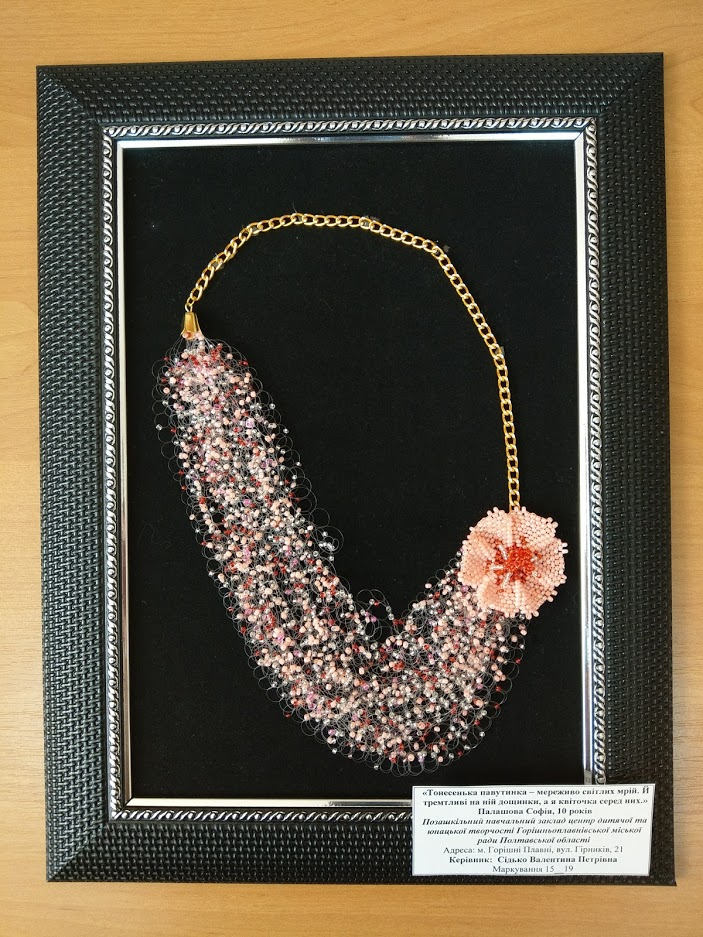 «Тонесенька павутинка – мереживо світлих мрій. Й
тремтливі на ній дощинки, а я квіточка серед них.»
Палашова Софія, 10 років
Позашкільний навчальний заклад центр дитячої та
юнацької творчості Горішньоплавнівської міської
ради Полтавської області
Адреса: м. Горішні Плавні, вул. Гірників, 21
Керівник: Сідько Валентина Петрівна
Маркування 15__19